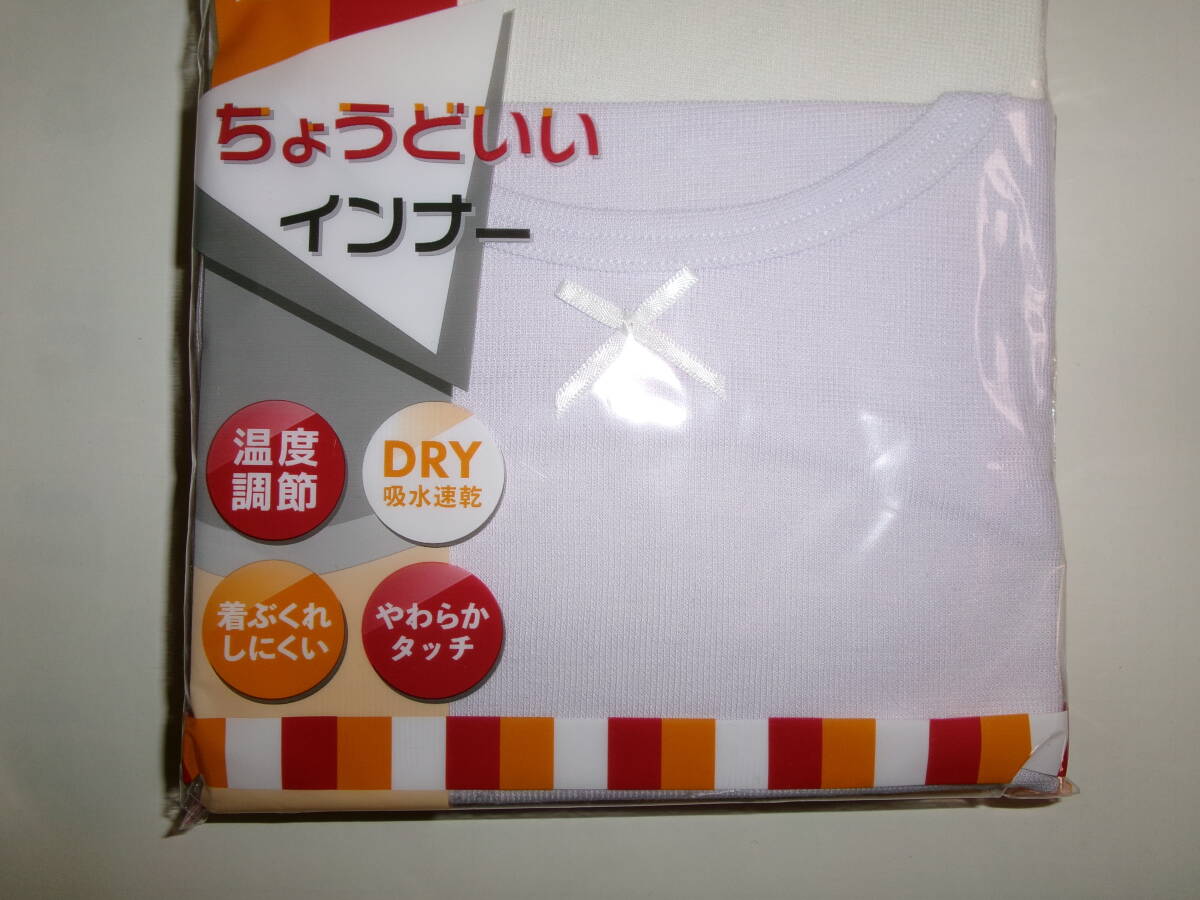 ちょうどいい
インナー
温度
調節
DRY
吸水速乾
着ぶくれ
しにくい
やわらか
タッチ